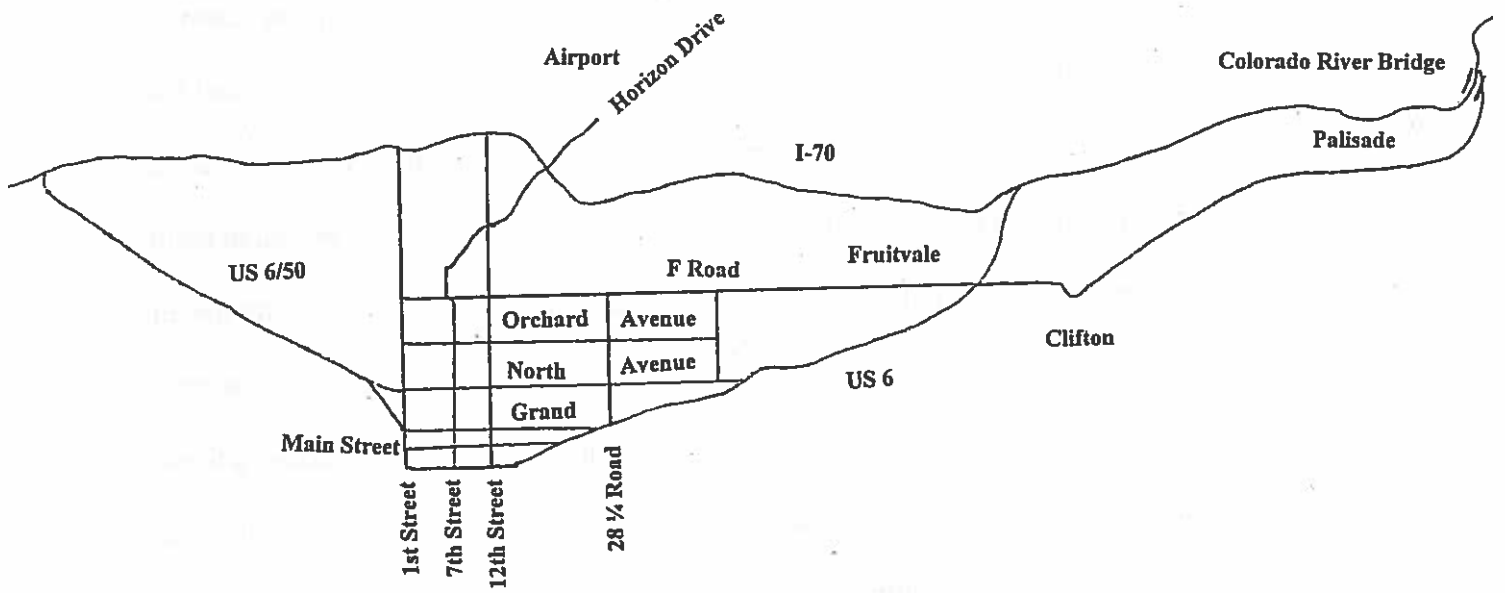 Airport
Horizon Drive
Colorado River Bridge
Palisade
I-70
US 6/50
Fruitvale
F Road
Orchard Avenue
Clifton
North Avenue
US 6
Grand
Main Street
1st Street
7th Street
12th Street
28 ¼ Road